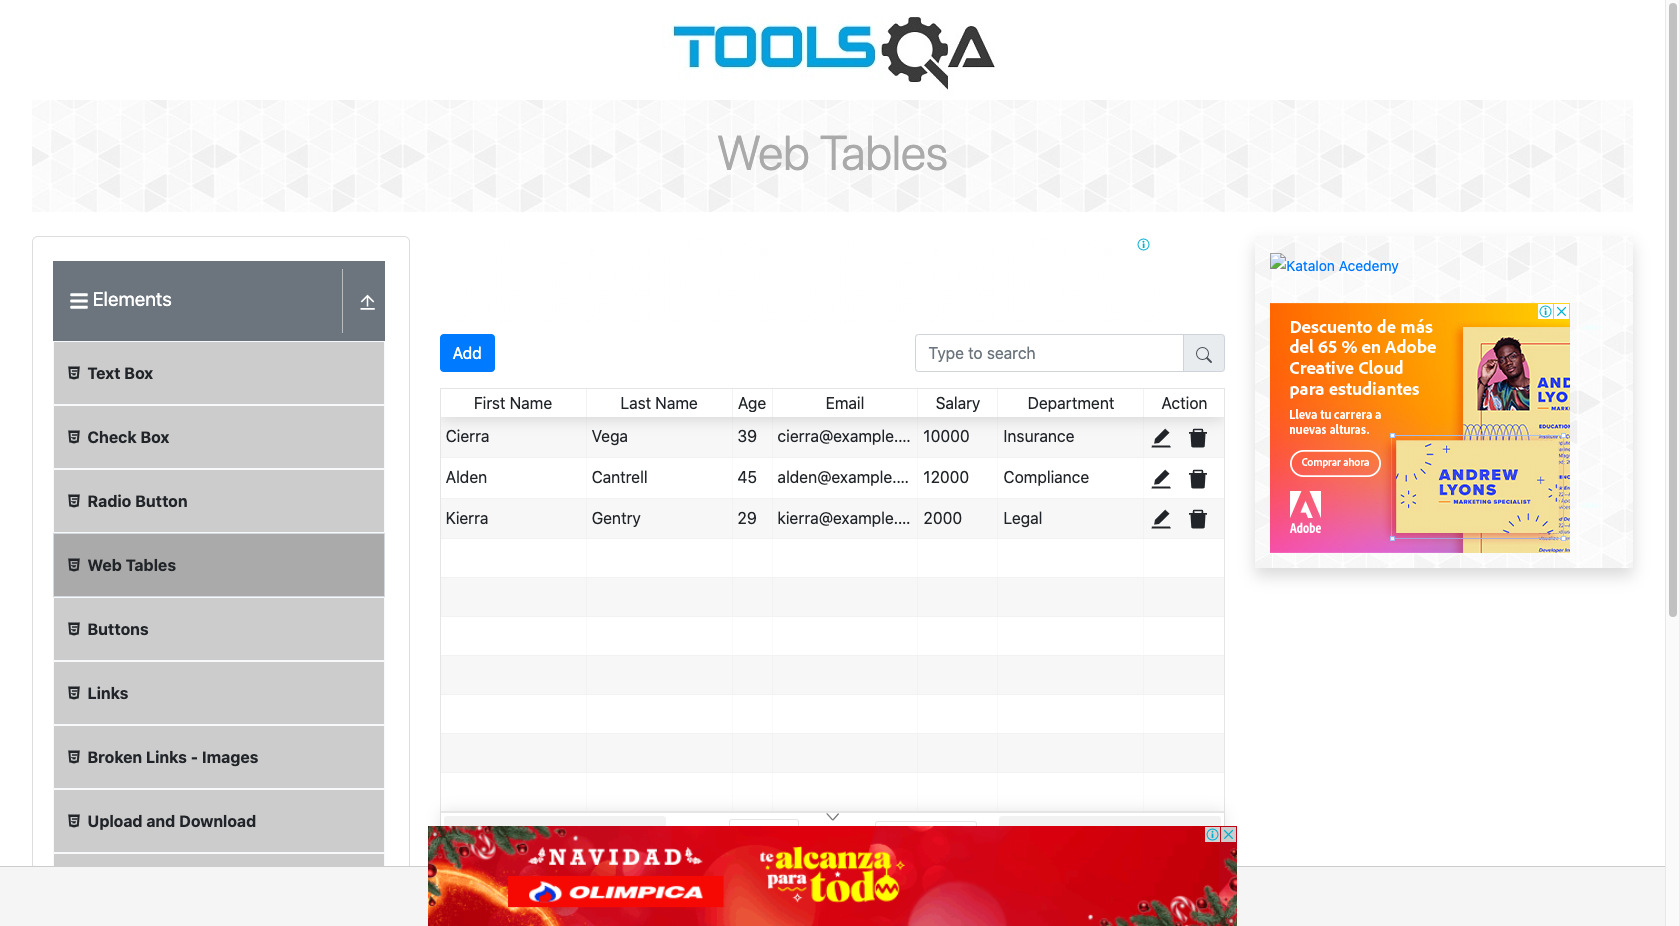 TOOLSQA
Web Tables
Elements
Text Box
Check Box
Radio Button
Web Tables
Buttons
Links
Broken Links - Images
Upload and Download
Add
Type to search
First Name Last Name Age Email Salary Department Action
Cierra Vega 39 cierra@example.... 10000 Insurance
Alden Cantrell 45 alden@example.... 12000 Compliance
Kierra Gentry 29 kierra@example.... 2000 Legal
Katalon Acedemy
Descuento de más
del 65 % en Adobe
Creative Cloud
para estudiantes
Lleva tu carrera a
nuevas alturas.
Comprar ahora
Adobe
ANDREW
LYONS
MARKETING SPECIALIST
NAVIDAD
OLIMPICA
te alcanza
para todo